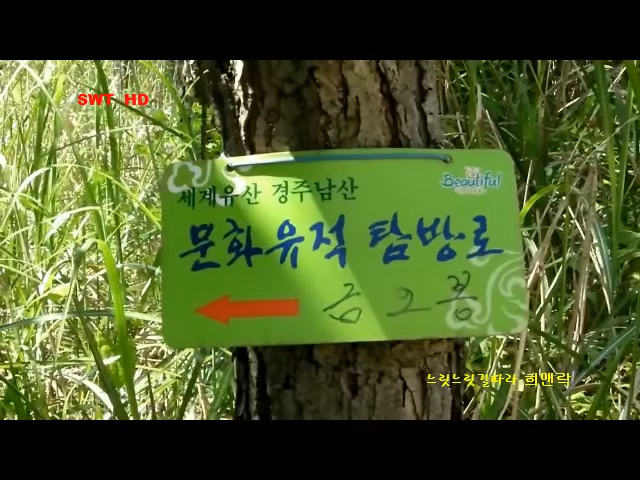 SWT HD
세계유산 경주남산
Beautiful
문화유적 탐방로
금오봉
느릿느릿길따라 희앤락